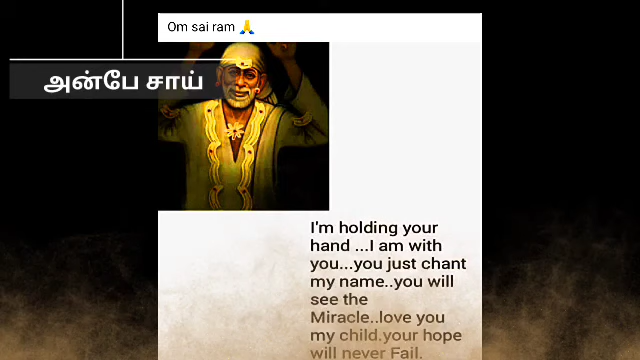 Om sai ram 🙏
அன்பே சாய்
I'm holding your
hand ...I am with
you...you just chant
my name..you will
see the
Miracle..love you
my child.your hope
will never Fail.